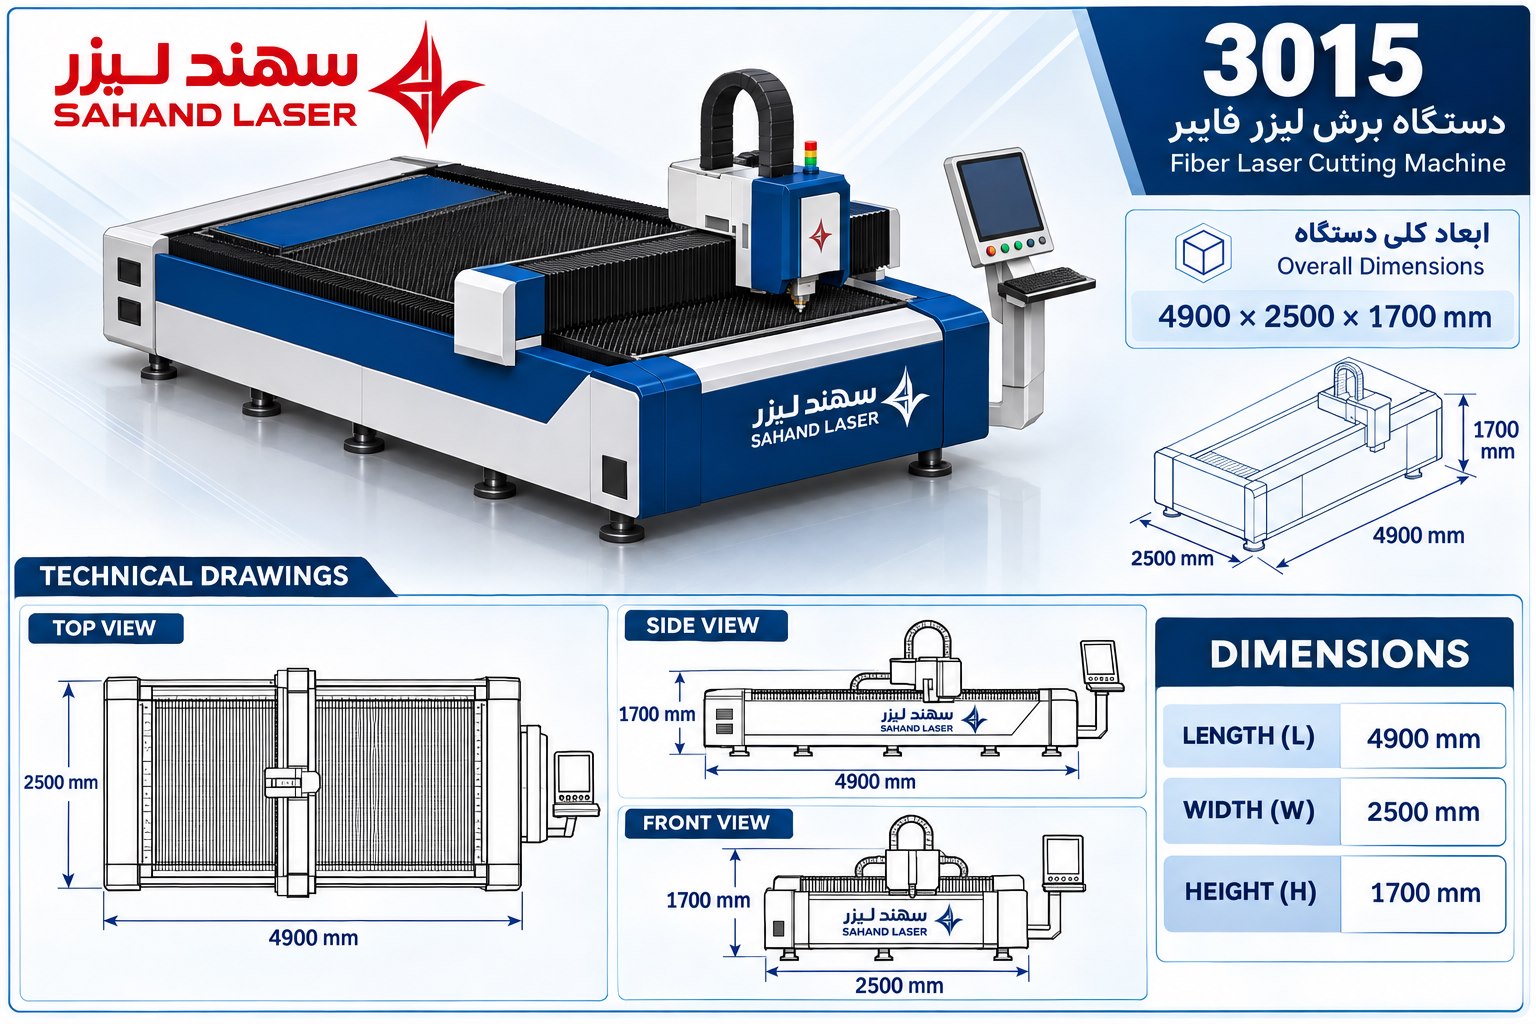 سهند لیزر
SAHAND LASER
3015
دستگاه برش لیزر فایبر
Fiber Laser Cutting Machine
ابعاد کلی دستگاه
Overall Dimensions
4900 × 2500 × 1700 mm
سهند لیزر
SAHAND LASER
1700
mm
4900 mm
2500 mm
TECHNICAL DRAWINGS
TOP VIEW
2500 mm
4900 mm
SIDE VIEW
1700 mm
سهند لیزر
SAHAND LASER
4900 mm
FRONT VIEW
1700 mm
سهند لیزر
SAHAND LASER
2500 mm
DIMENSIONS
LENGTH (L) 4900 mm
WIDTH (W) 2500 mm
HEIGHT (H) 1700 mm